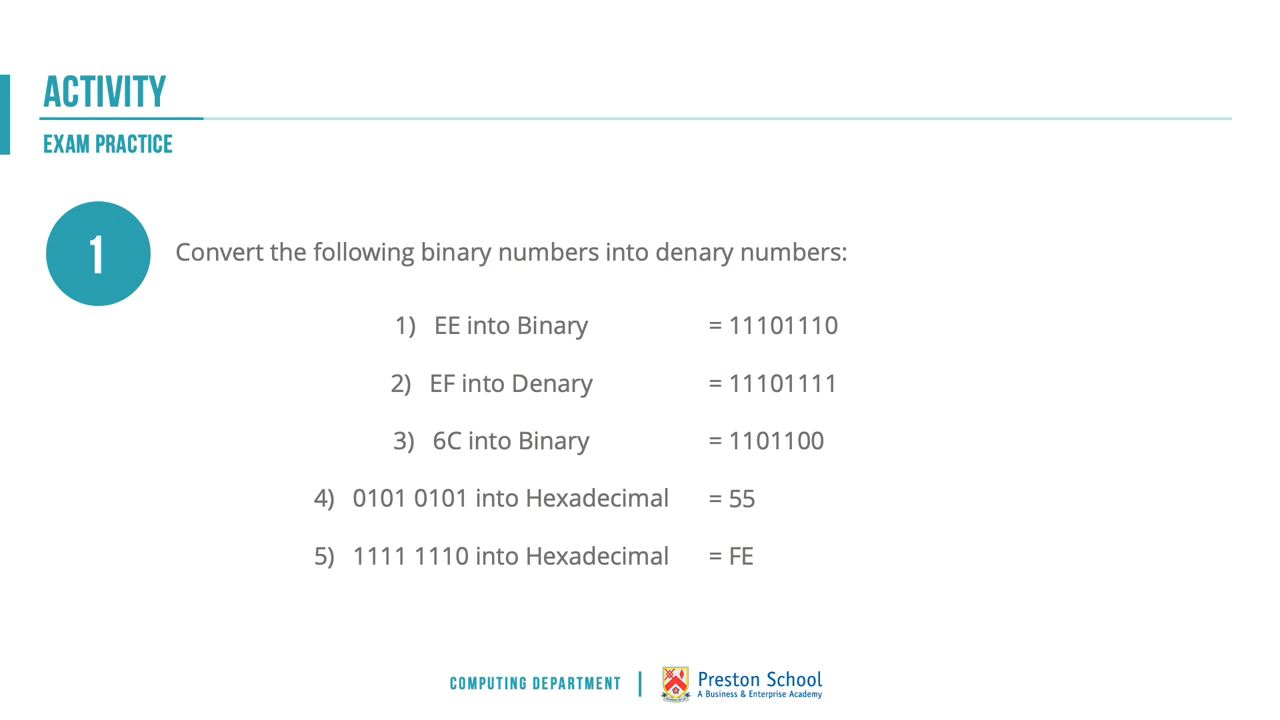 ACTIVITY
EXAM PRACTICE
1
Convert the following binary numbers into denary numbers:
1) EE into Binary = 11101110
2) EF into Denary = 11101111
3) 6C into Binary = 1101100
4) 0101 0101 into Hexadecimal = 55
5) 1111 1110 into Hexadecimal = FE
COMPUTING DEPARTMENT | Preston School
A Business & Enterprise Academy